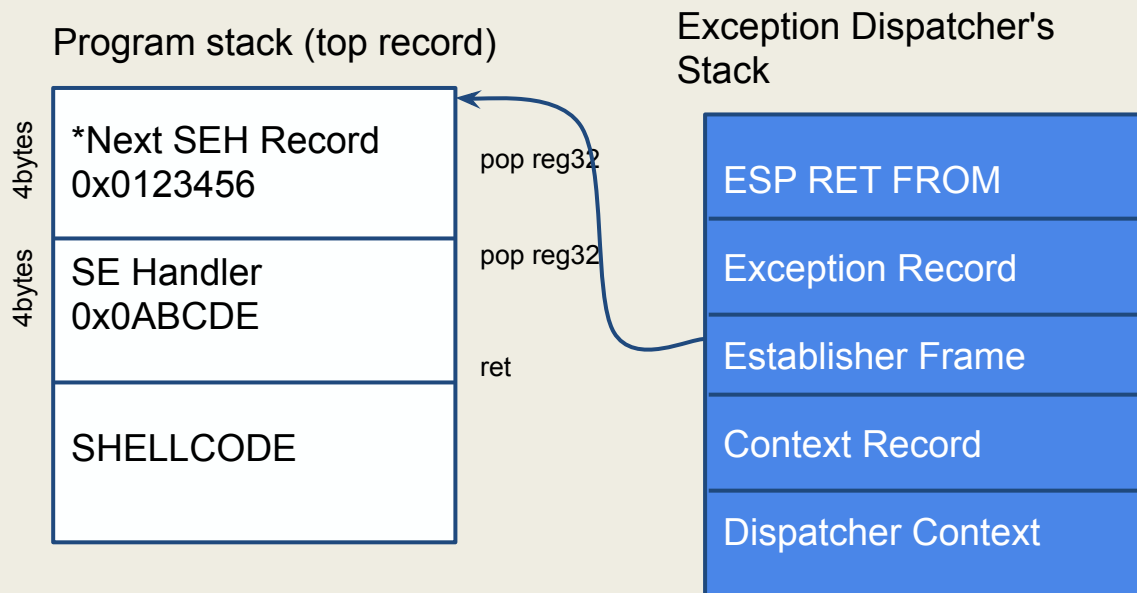 Program stack (top record)
4bytes
*Next SEH Record
0x0123456
4bytes
SE Handler
0x0ABCDE
SHELLCODE
pop reg32
pop reg32
ret
Exception Dispatcher's
Stack
ESP RET FROM
Exception Record
Establisher Frame
Context Record
Dispatcher Context